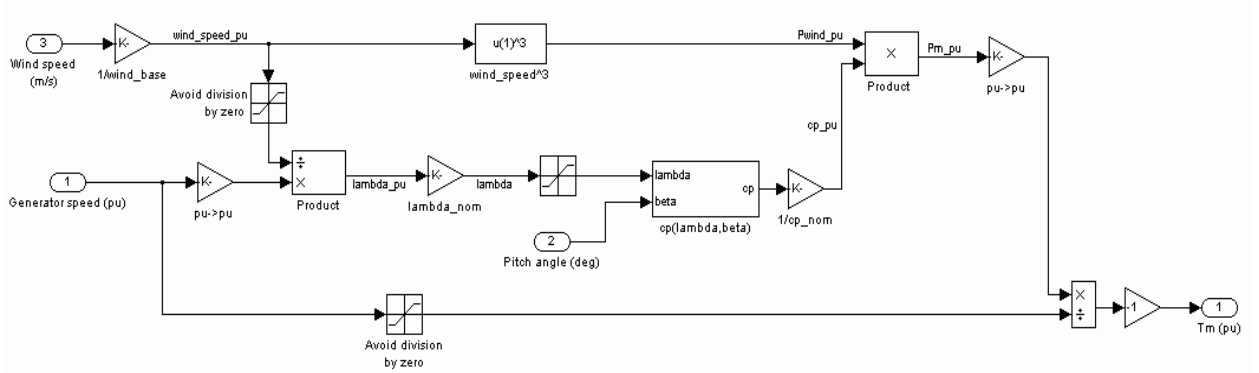 3
Wind speed
(m/s)
K-
1/wind_base
wind_speed_pu
Avoid division
by zero
u(1)^3
wind_speed^3
Pwind_pu
×
Product
Pm_pu
K-
pu->pu
cp_pu
1
Generator speed (pu)
K-
pu->pu
÷
×
Product
lambda_pu
K-
lambda_nom
lambda
lambda
beta
cp
cp(lambda,beta)
K-
1/cp_nom
2
Pitch angle (deg)
Avoid division
by zero
×
÷
-1
1
Tm (pu)